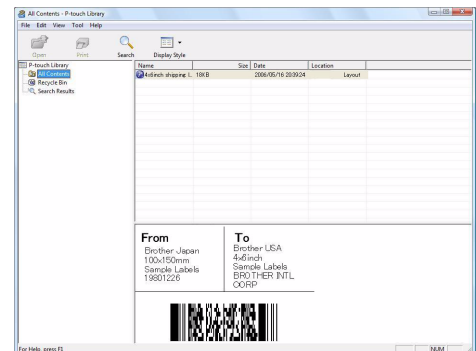 All Contents - P-touch Library
File Edit View Tool Help
Open Print Search Display Style
P-touch Library
All Contents
Recycle Bin
Search Results
Name Size Date Location
4x6inch shipping l... 18KB 2006/05/16 20:39:24 Layout
From
Brother Japan
100x150mm
Sample Labels
19801226
To
Brother USA
4x6inch
Sample Labels
BROTHER INTL
CORP
For Help, press F1 NUM